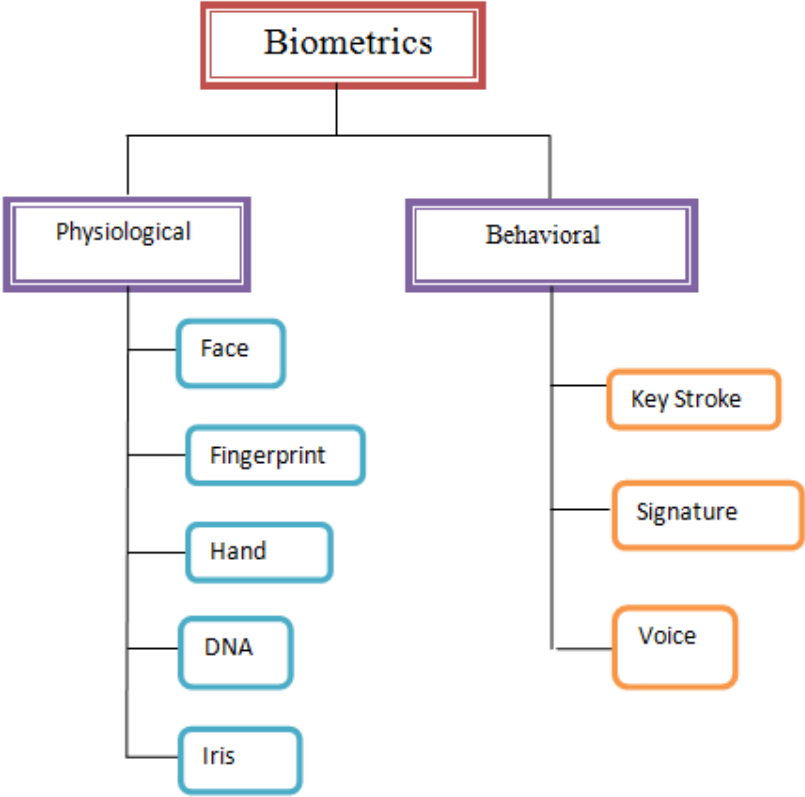 Biometrics
Physiological
Behavioral
Face
Fingerprint
Hand
DNA
Iris
Key Stroke
Signature
Voice